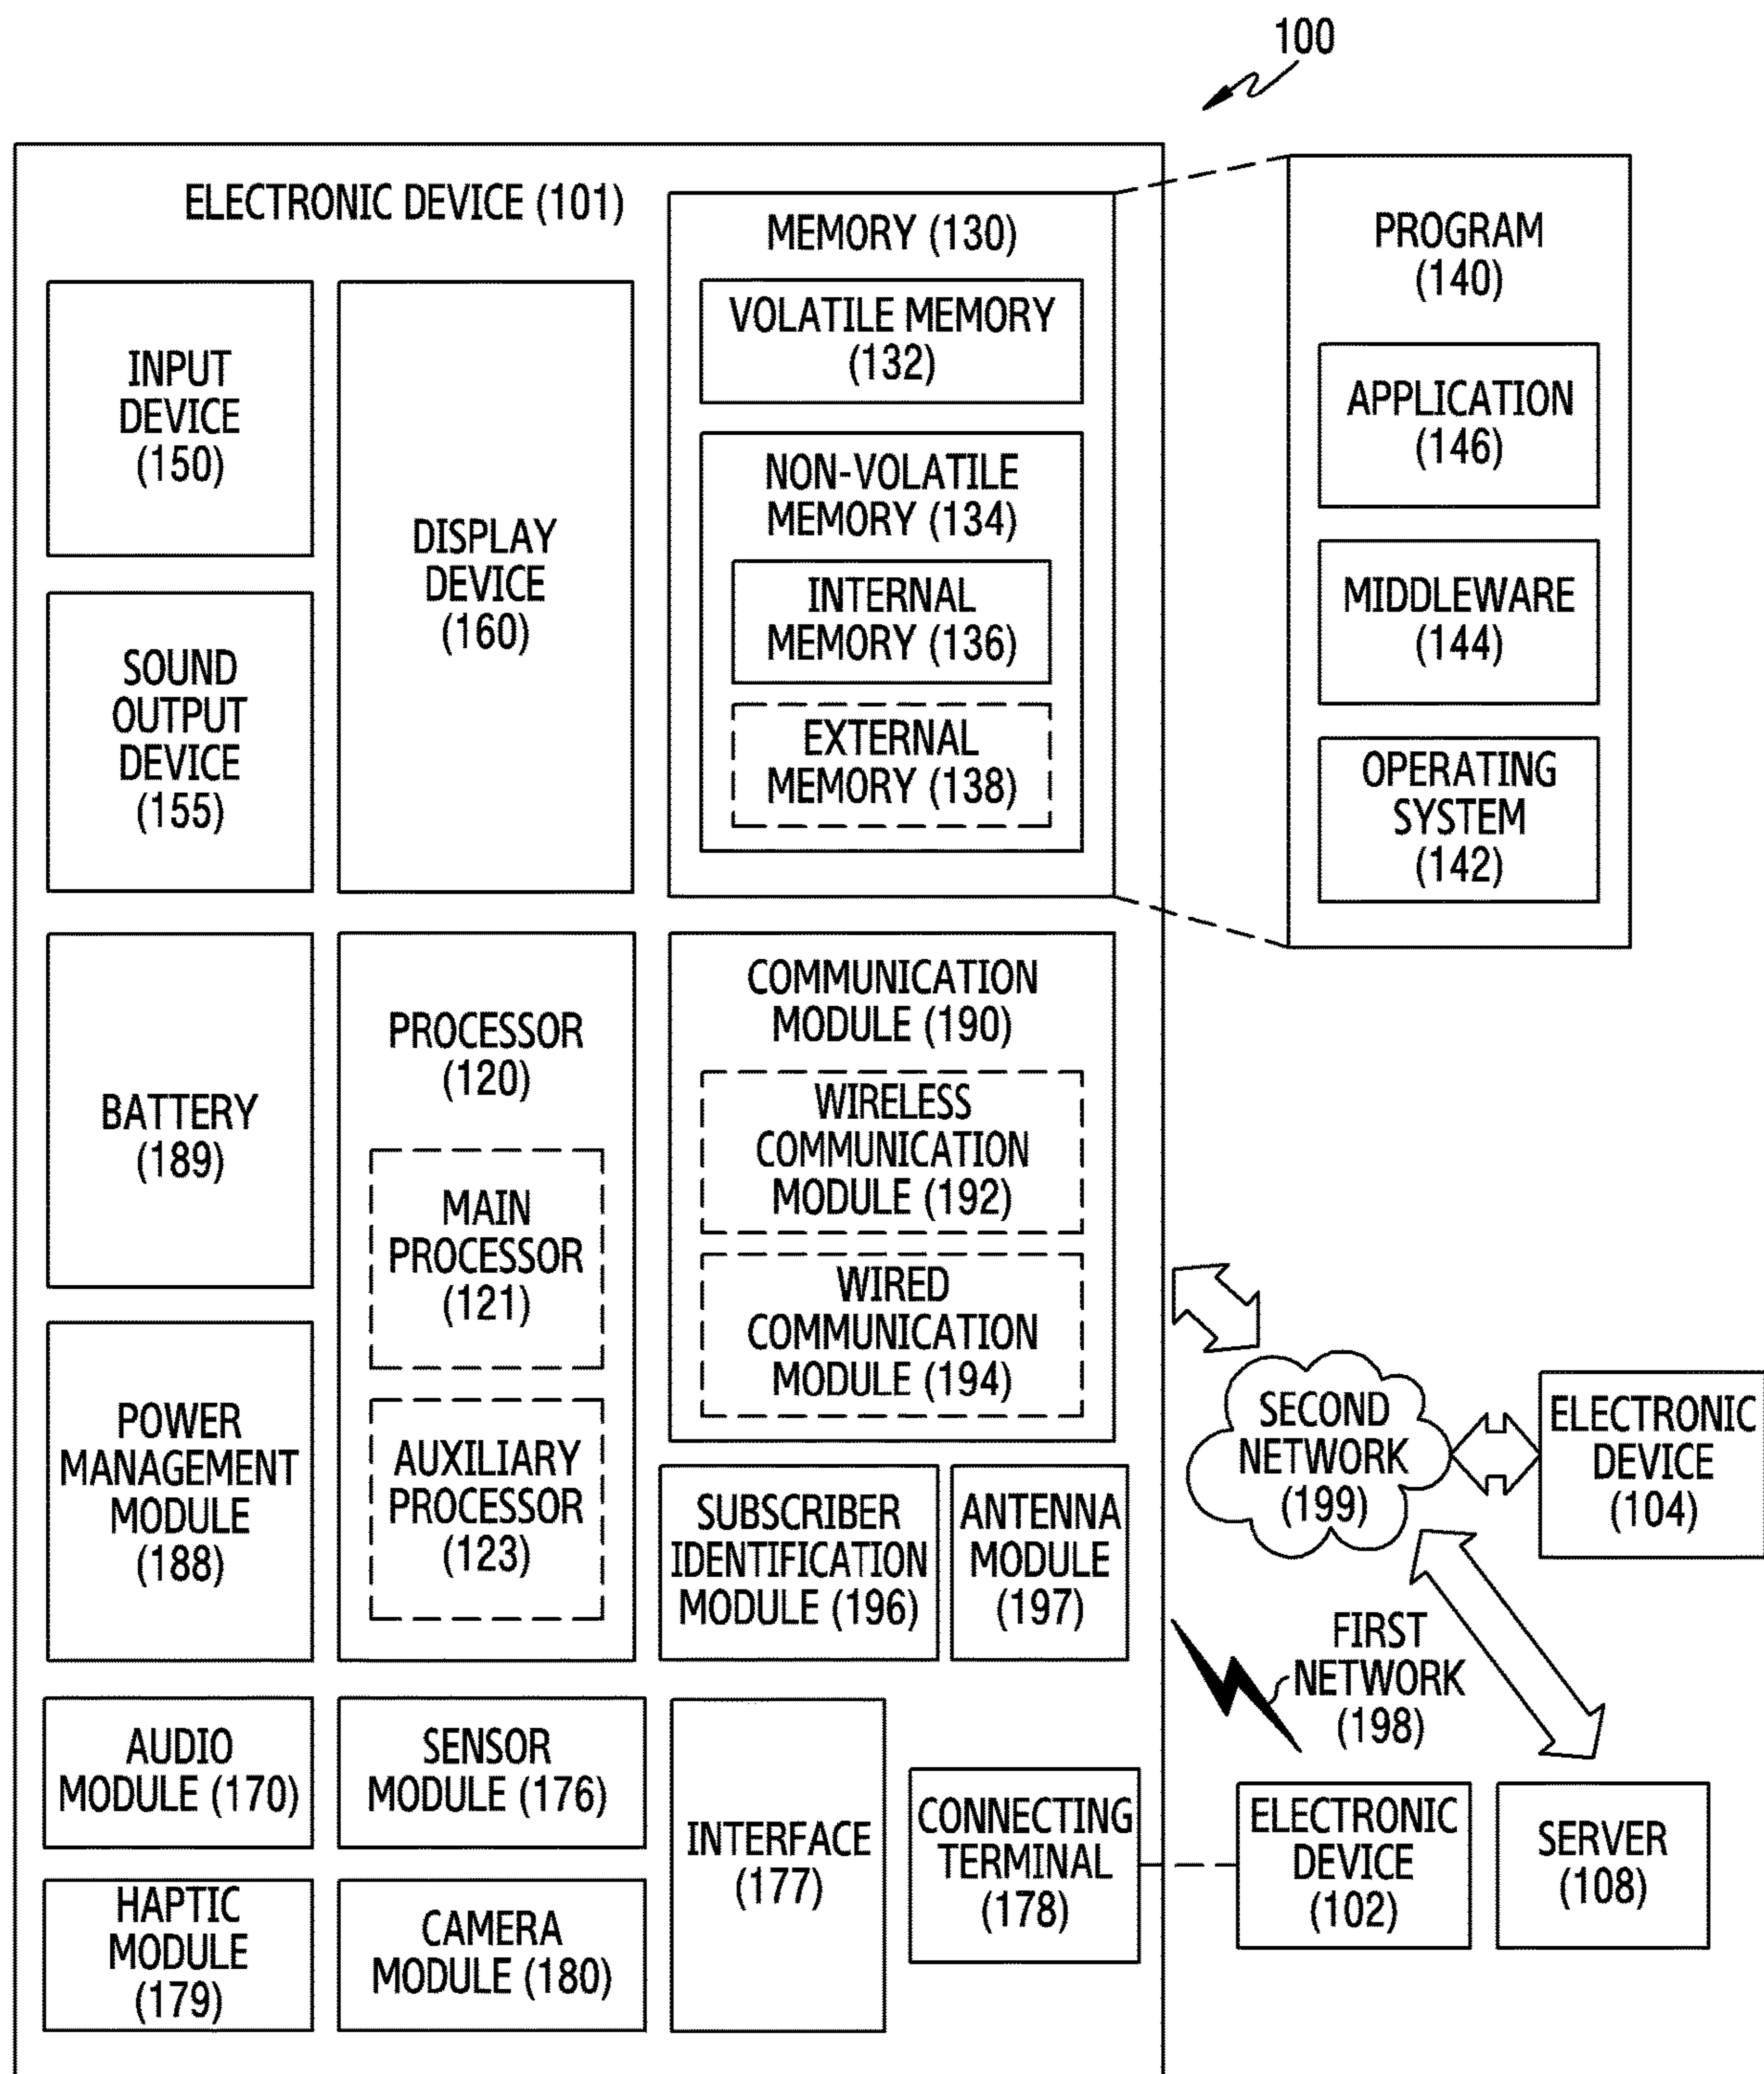 100
ELECTRONIC DEVICE (101)
INPUT
DEVICE
(150)
SOUND
OUTPUT
DEVICE
(155)
DISPLAY
DEVICE
(160)
MEMORY (130)
VOLATILE MEMORY
(132)
NON-VOLATILE
MEMORY (134)
INTERNAL
MEMORY (136)
EXTERNAL
MEMORY (138)
PROGRAM
(140)
APPLICATION
(146)
MIDDLEWARE
(144)
OPERATING
SYSTEM
(142)
BATTERY
(189)
POWER
MANAGEMENT
MODULE
(188)
PROCESSOR
(120)
MAIN
PROCESSOR
(121)
AUXILIARY
PROCESSOR
(123)
COMMUNICATION
MODULE (190)
WIRELESS
COMMUNICATION
MODULE (192)
WIRED
COMMUNICATION
MODULE (194)
SUBSCRIBER
IDENTIFICATION
MODULE (196)
ANTENNA
MODULE
(197)
SECOND
NETWORK
(199)
ELECTRONIC
DEVICE
(104)
FIRST
NETWORK
(198)
AUDIO
MODULE (170)
SENSOR
MODULE (176)
HAPTIC
MODULE
(179)
CAMERA
MODULE (180)
INTERFACE
(177)
CONNECTING
TERMINAL
(178)
ELECTRONIC
DEVICE
(102)
SERVER
(108)